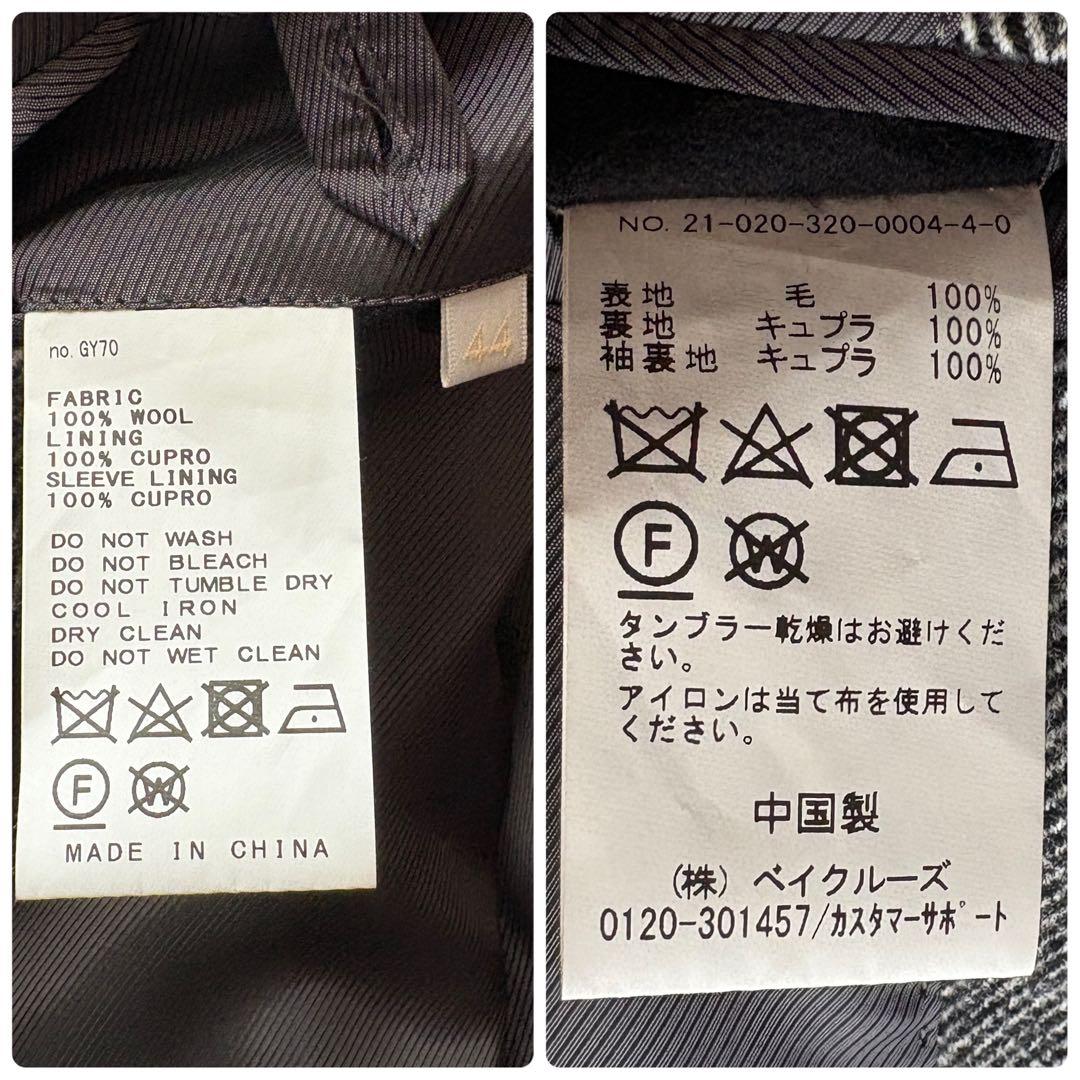 no. GY70
44
FABRIC
100% WOOL
LINING
100% CUPRO
SLEEVE LINING
100% CUPRO
DO NOT WASH
DO NOT BLEACH
DO NOT TUMBLE DRY
COOL IRON
DRY CLEAN
DO NOT WET CLEAN
F W
MADE IN CHINA
NO. 21-020-320-0004-4-0
表地 毛 100%
裏地 キュプラ 100%
袖裏地 キュプラ 100%
F W
タンブラー乾燥はお避けくだ
さい。
アイロンは当て布を使用して
ください。
中国製
(株) ベイクルーズ
0120-301457/ｶｽﾀﾏｰｻﾎﾟｰﾄ